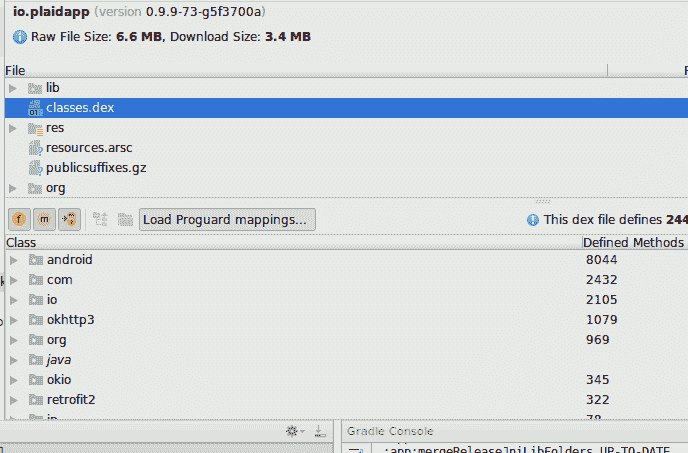 io.plaidapp (version 0.9.9-73-g5f3700a)
Raw File Size: 6.6 MB, Download Size: 3.4 MB
File
lib
classes.dex
res
resources.arsc
publicsuffixes.gz
org
Load Proguard mappings... This dex file defines 244
Class Defined Methods
android 8044
com 2432
io 2105
okhttp3 1079
org 969
java
okio 345
retrofit2 322
in 78
Gradle Console
:app:mergeReleaseJniLibFolders UP-TO-DATE